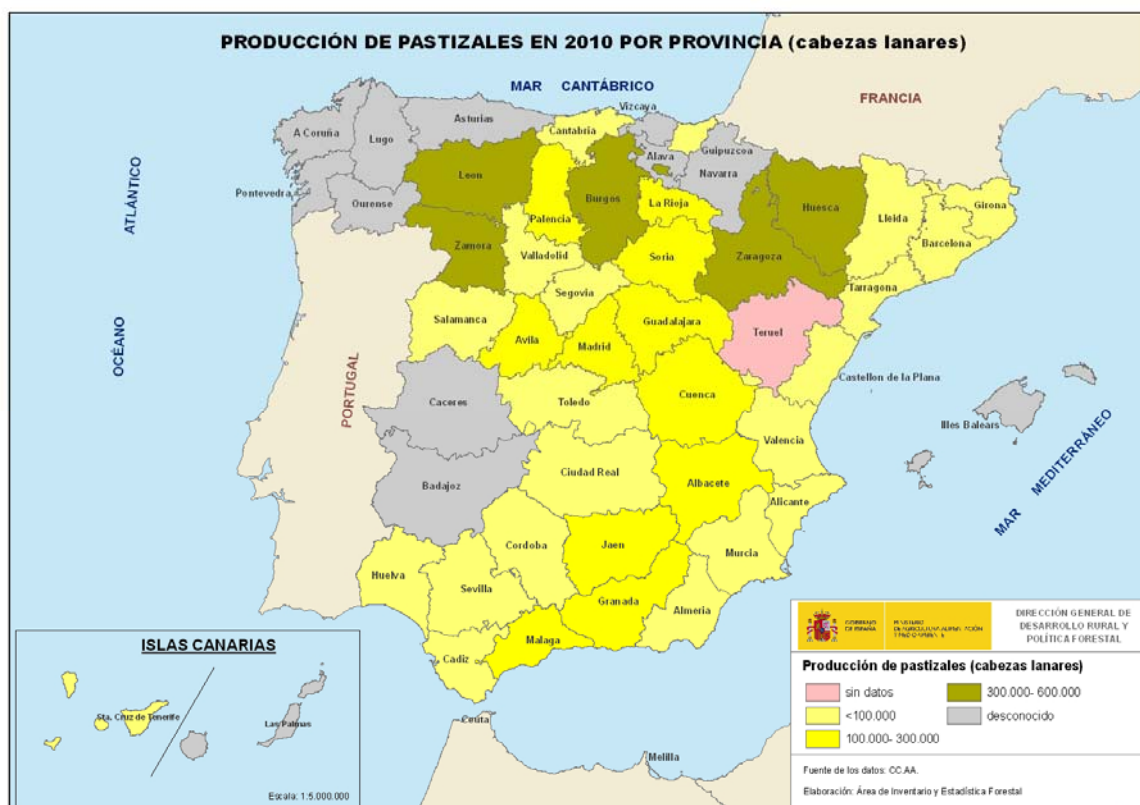 PRODUCCIÓN DE PASTIZALES EN 2010 POR PROVINCIA (cabezas lanares)
MAR CANTÁBRICO
FRANCIA
OCÉANO ATLÁNTICO
PORTUGAL
MAR MEDITERRÁNEO
A Coruña
Lugo
Asturias
Cantabria
Vizcaya
Guipuzcoa
Alava
Navarra
Pontevedra
Ourense
Leon
Palencia
Burgos
La Rioja
Huesca
Lleida
Girona
Barcelona
Zamora
Valladolid
Soria
Zaragoza
Tarragona
Segovia
Salamanca
Avila
Madrid
Guadalajara
Teruel
Castellon de la Plana
Caceres
Toledo
Cuenca
Valencia
Illes Balears
Badajoz
Ciudad Real
Albacete
Alicante
Cordoba
Jaen
Murcia
Huelva
Sevilla
Granada
Almeria
Malaga
Cadiz
Ceuta
Melilla
ISLAS CANARIAS
Sta. Cruz de Tenerife
Las Palmas
Escala: 1:5.000.000
GOBIERNO
DE ESPAÑA
MINISTERIO
DIRECCIÓN GENERAL DE
DESARROLLO RURAL Y
POLÍTICA FORESTAL
Producción de pastizales (cabezas lanares)
sin datos
<100.000
100.000- 300.000
300.000- 600.000
desconocido
Fuente de los datos: CC.AA.
Elaboración: Área de Inventario y Estadística Forestal